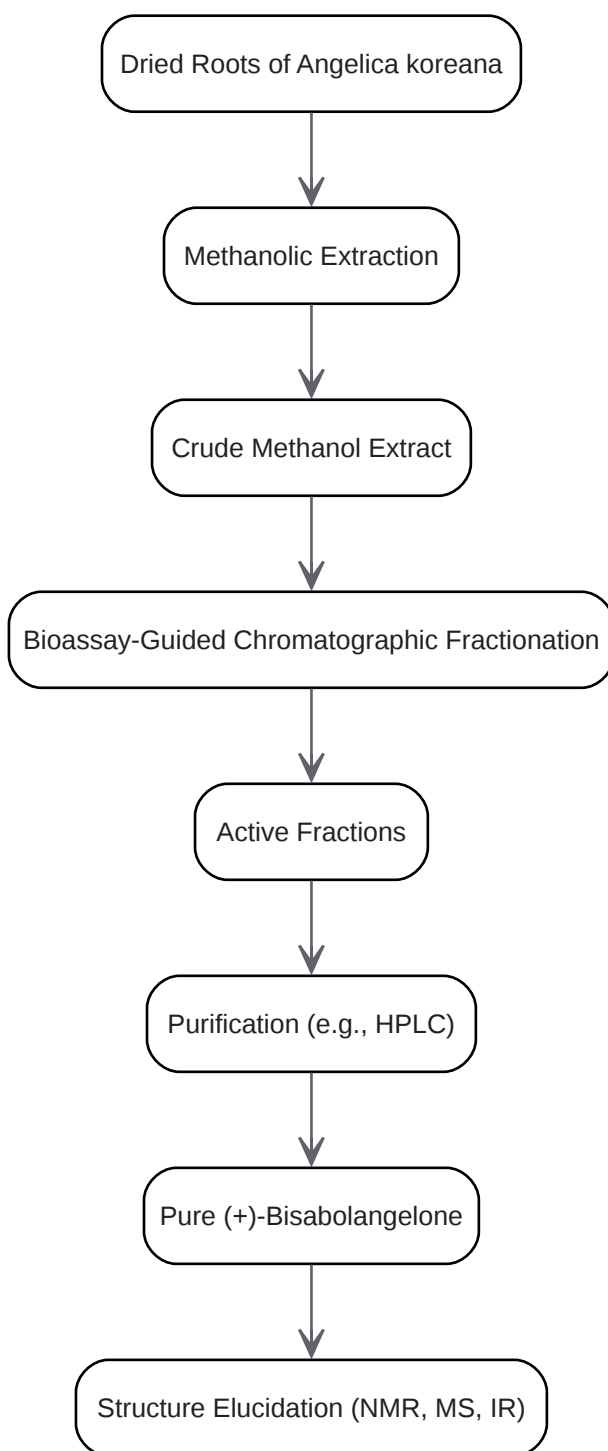 Dried Roots of Angelica koreana
Methanolic Extraction
Crude Methanol Extract
Bioassay-Guided Chromatographic Fractionation
Active Fractions
Purification (e.g., HPLC)
Pure (+)-Bisabolangelone
Structure Elucidation (NMR, MS, IR)